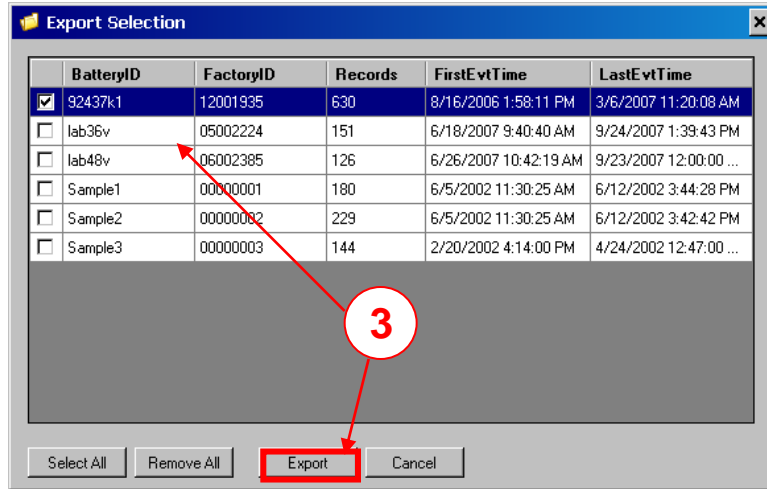 Export Selection
BatteryID FactoryID Records FirstEvtTime LastEvtTime
92437k1 12001935 630 8/16/2006 1:58:11 PM 3/6/2007 11:20:08 AM
lab36v 05002224 151 6/18/2007 9:40:40 AM 9/24/2007 1:39:43 PM
lab48v 06002385 126 6/26/2007 10:42:19 AM 9/23/2007 12:00:00 ...
Sample1 00000001 180 6/5/2002 11:30:25 AM 6/12/2002 3:44:28 PM
Sample2 00000002 229 6/5/2002 11:30:25 AM 6/12/2002 3:42:42 PM
Sample3 00000003 144 2/20/2002 4:14:00 PM 4/24/2002 12:47:00 ...
3
Select All Remove All Export Cancel